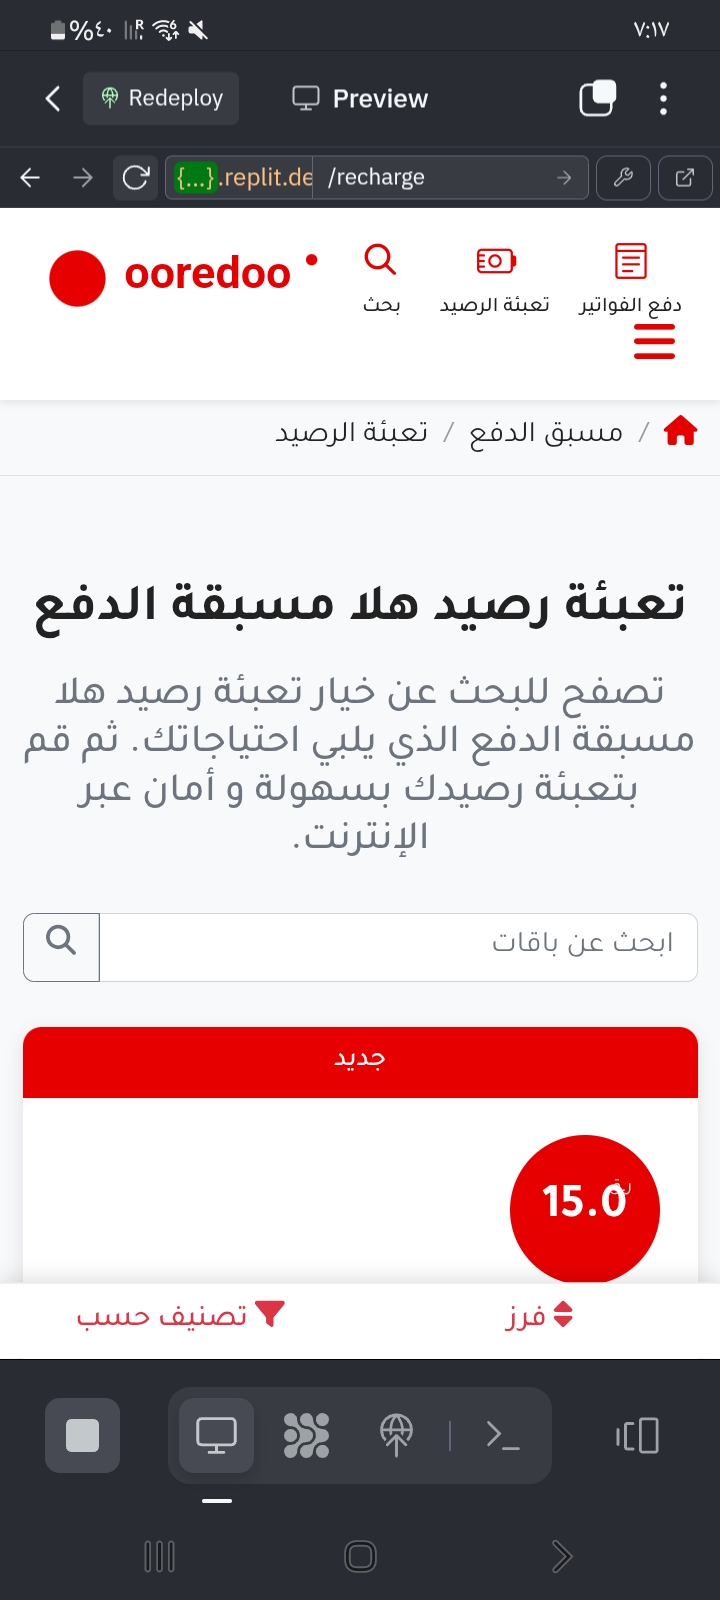 %٤٠
٧:١٧
Redeploy
Preview
{...}.replit.de
/recharge
ooredoo
بحث
تعبئة الرصيد
دفع الفواتير
/ مسبق الدفع / تعبئة الرصيد
تعبئة رصيد هلا مسبقة الدفع
تصفح للبحث عن خيار تعبئة رصيد هلا
مسبقة الدفع الذي يلبي احتياجاتك. ثم قم
بتعبئة رصيدك بسهولة و أمان عبر
الإنترنت.
ابحث عن باقات
جديد
ر.ق
15.0
فرز
تصنيف حسب